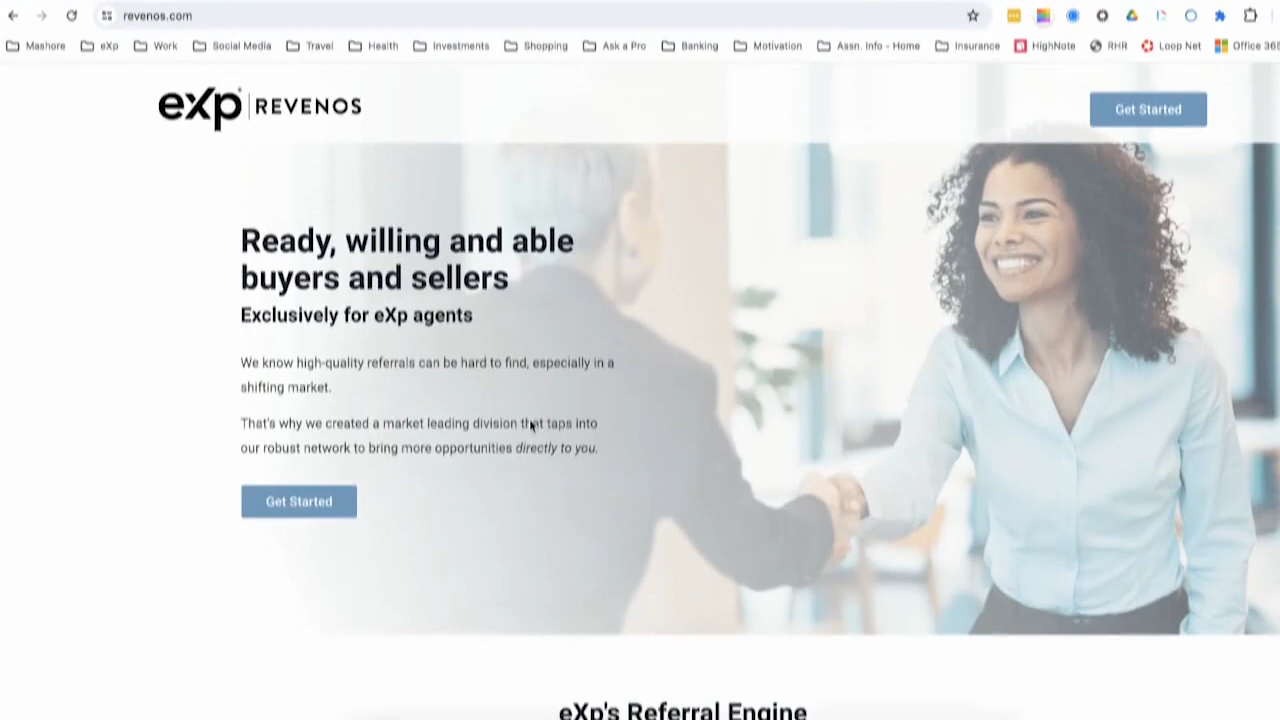 revenos.com
Mashore eXp Work Social Media Travel Health Investments Shopping Ask a Pro Banking Motivation Assn. Info - Home Insurance HighNote RHR Loop Net Office 365
eXp REVENOS
Get Started
Ready, willing and able
buyers and sellers
Exclusively for eXp agents
We know high-quality referrals can be hard to find, especially in a
shifting market.
That's why we created a market leading division that taps into
our robust network to bring more opportunities directly to you.
Get Started
eXp's Referral Engine